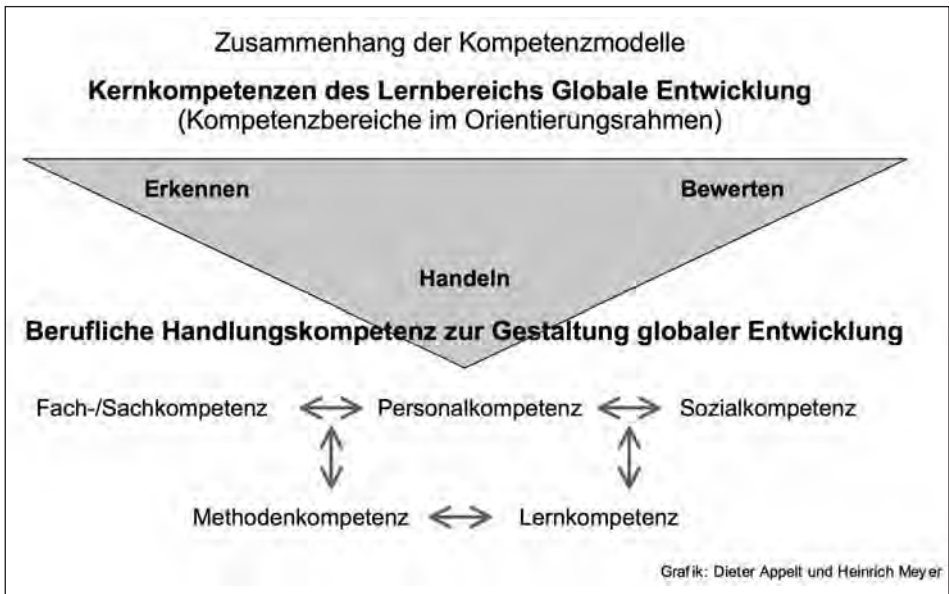 Zusammenhang der Kompetenzmodelle
Kernkompetenzen des Lernbereichs Globale Entwicklung
(Kompetenzbereiche im Orientierungsrahmen)
Erkennen Bewerten
Handeln
Berufliche Handlungskompetenz zur Gestaltung globaler Entwicklung
Fach-/Sachkompetenz Personalkompetenz Sozialkompetenz
Methodenkompetenz Lernkompetenz
Grafik: Dieter Appelt und Heinrich Meyer